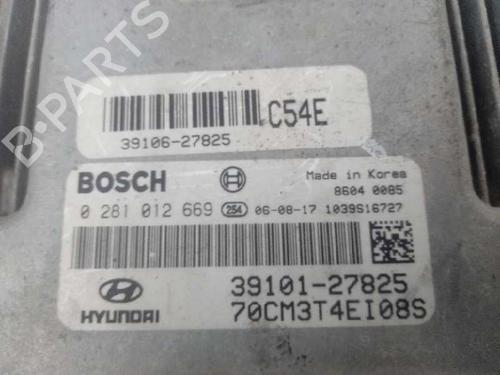 B-PARTS
39106-27825 C54E
BOSCH
Made in Korea
8604 0085
0 281 012 669 254 06-08-17 1039S16727
39101-27825
HYUNDAI 70CM3T4EI08S